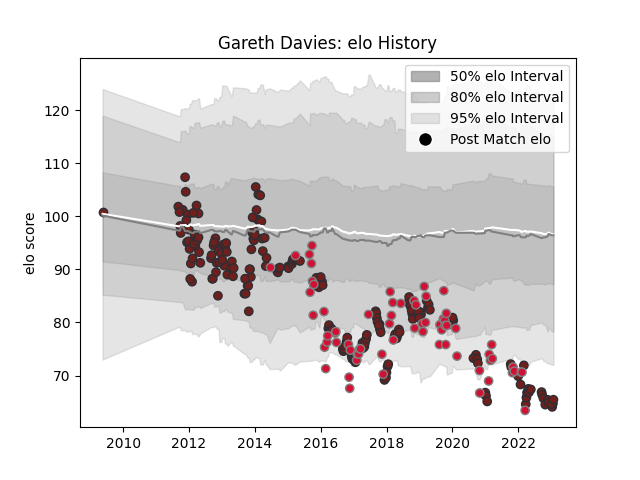 Gareth Davies: elo History
50% elo Interval
80% elo Interval
95% elo Interval
Post Match elo
elo score
120
110
100
90
80
70
2010
2012
2014
2016
2018
2020
2022